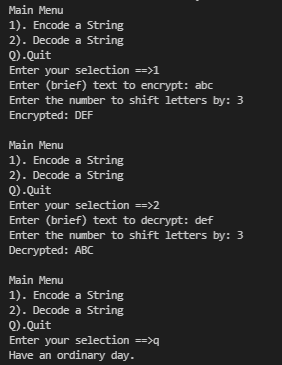 Main Menu
1). Encode a String
2). Decode a String
Q).Quit
Enter your selection ==>1
Enter (brief) text to encrypt: abc
Enter the number to shift letters by: 3
Encrypted: DEF
Main Menu
1). Encode a String
2). Decode a String
Q).Quit
Enter your selection ==>2
Enter (brief) text to decrypt: def
Enter the number to shift letters by: 3
Decrypted: ABC
Main Menu
1). Encode a String
2). Decode a String
Q).Quit
Enter your selection ==>q
Have an ordinary day.